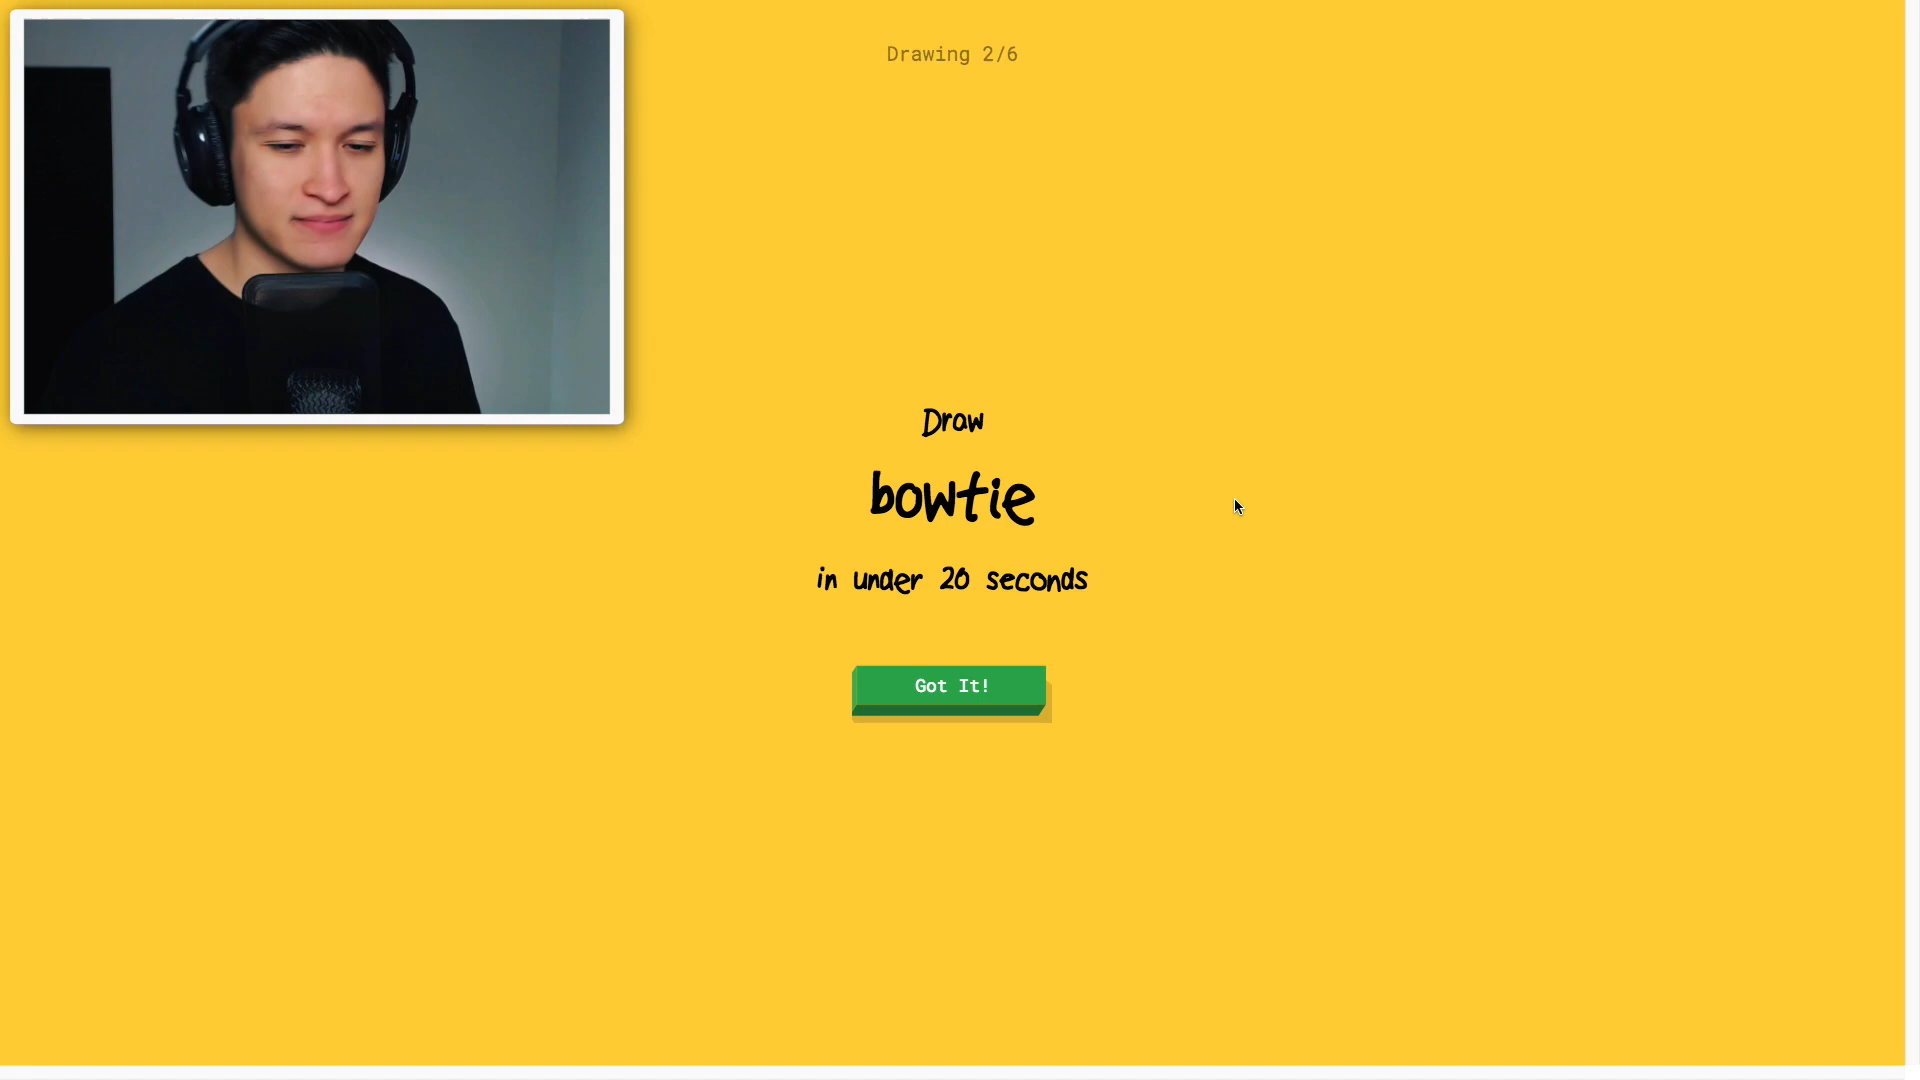 Drawing 2/6
Draw
bowtie
in under 20 seconds
Got It!